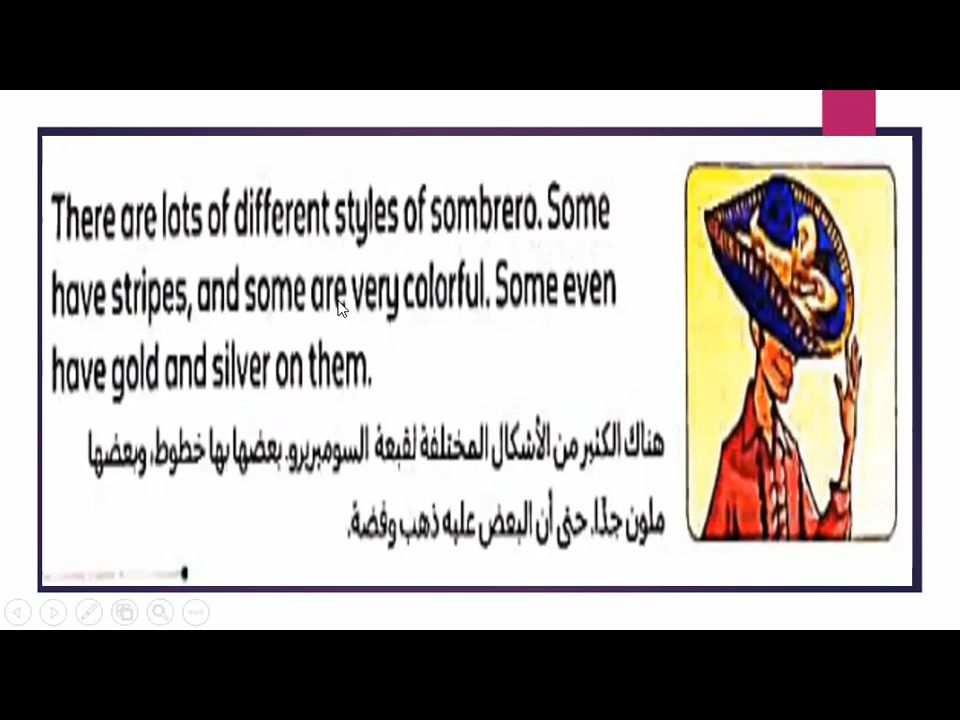 There are lots of different styles of sombrero. Some
have stripes, and some are very colorful. Some even
have gold and silver on them.
هناك الكثير من الأشكال المختلفة لقبعة السومبريرو. بعضها بها خطوط، وبعضها
ملون جدًا. حتى أن البعض عليه ذهب وفضة.